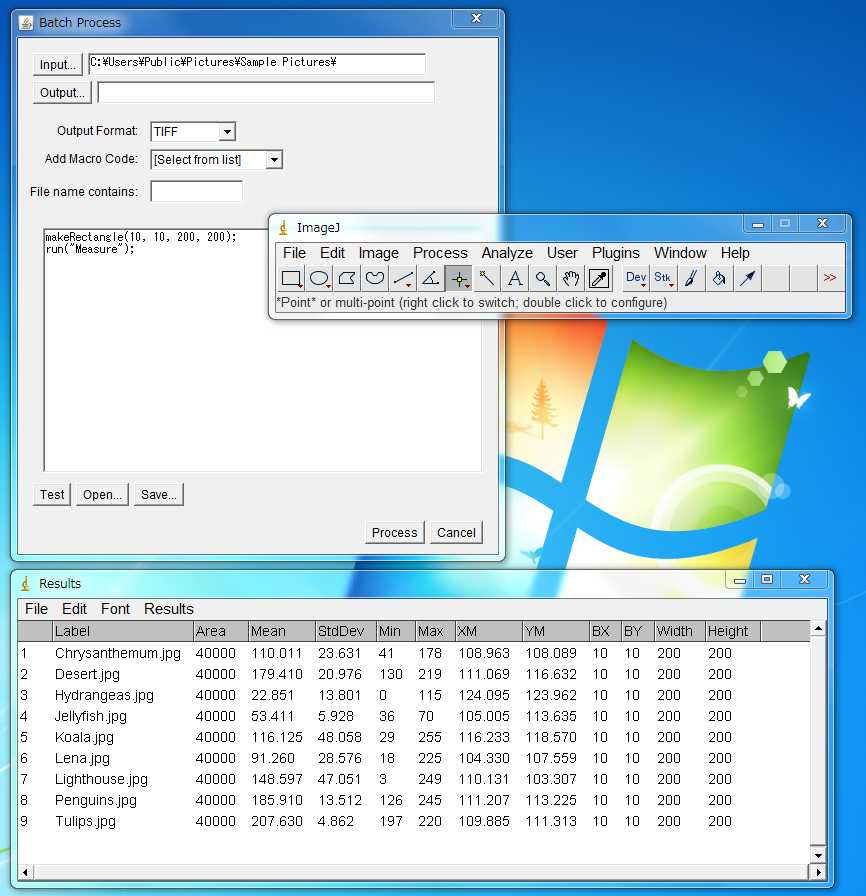 Batch Process
Input... C:¥Users¥Public¥Pictures¥Sample Pictures¥
Output...
Output Format: TIFF
Add Macro Code: [Select from list]
File name contains:
makeRectangle(10, 10, 200, 200);
run("Measure");
Test Open... Save...
Process Cancel
ImageJ
File Edit Image Process Analyze User Plugins Window Help
A Dev Stk >>
*Point* or multi-point (right click to switch; double click to configure)
Results
File Edit Font Results
Label Area Mean StdDev Min Max XM YM BX BY Width Height
1 Chrysanthemum.jpg 40000 110.011 23.631 41 178 108.963 108.089 10 10 200 200
2 Desert.jpg 40000 179.410 20.976 130 219 111.069 116.632 10 10 200 200
3 Hydrangeas.jpg 40000 22.851 13.801 0 115 124.095 123.962 10 10 200 200
4 Jellyfish.jpg 40000 53.411 5.928 36 70 105.005 113.635 10 10 200 200
5 Koala.jpg 40000 116.125 48.058 29 255 116.233 118.570 10 10 200 200
6 Lena.jpg 40000 91.260 28.576 18 225 104.330 107.559 10 10 200 200
7 Lighthouse.jpg 40000 148.597 47.051 3 249 110.131 103.307 10 10 200 200
8 Penguins.jpg 40000 185.910 13.512 126 245 111.207 113.225 10 10 200 200
9 Tulips.jpg 40000 207.630 4.862 197 220 109.885 111.313 10 10 200 200